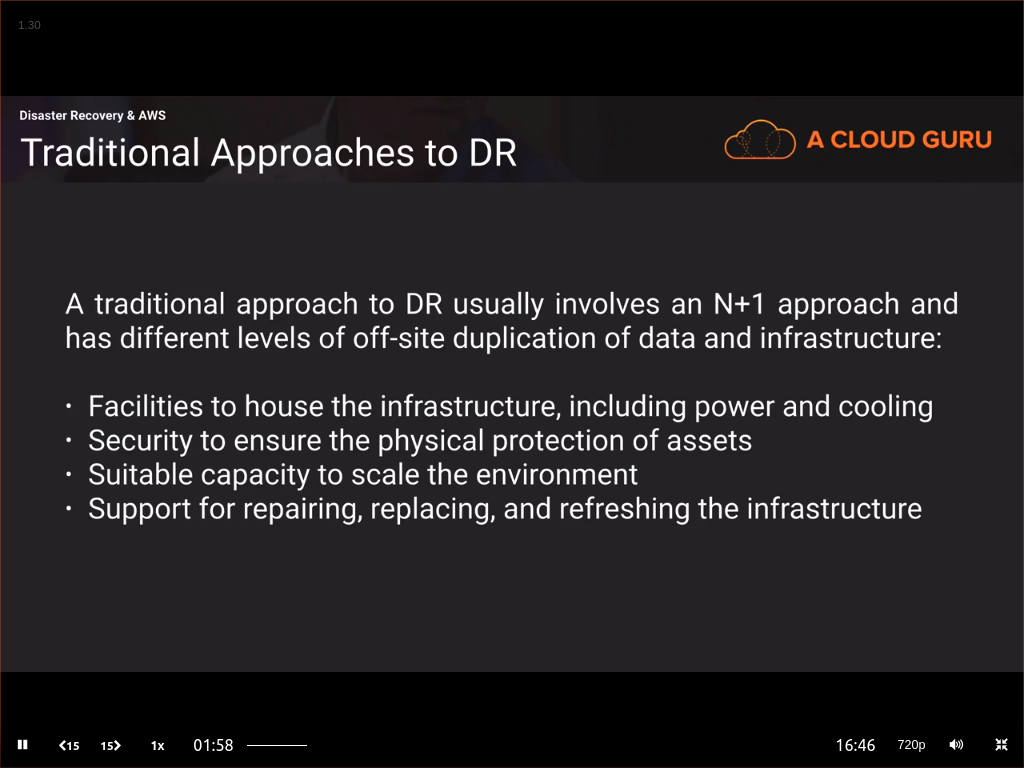 1.30
Disaster Recovery & AWS
Traditional Approaches to DR
A CLOUD GURU
A traditional approach to DR usually involves an N+1 approach and
has different levels of off-site duplication of data and infrastructure:
· Facilities to house the infrastructure, including power and cooling
· Security to ensure the physical protection of assets
· Suitable capacity to scale the environment
· Support for repairing, replacing, and refreshing the infrastructure
15 15 1x 01:58 16:46 720p